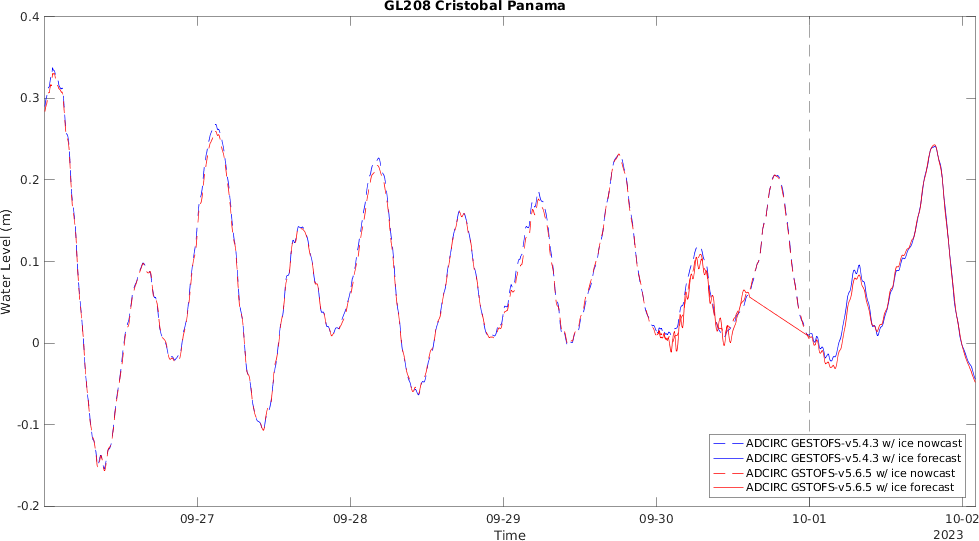 GL208 Cristobal Panama
0.4
0.3
0.2
0.1
0
-0.1
-0.2
Water Level (m)
09-27
09-28
09-29
09-30
10-01
10-02
Time
2023
ADCIRC GESTOFS-v5.4.3 w/ ice nowcast
ADCIRC GESTOFS-v5.4.3 w/ ice forecast
ADCIRC GSTOFS-v5.6.5 w/ ice nowcast
ADCIRC GSTOFS-v5.6.5 w/ ice forecast